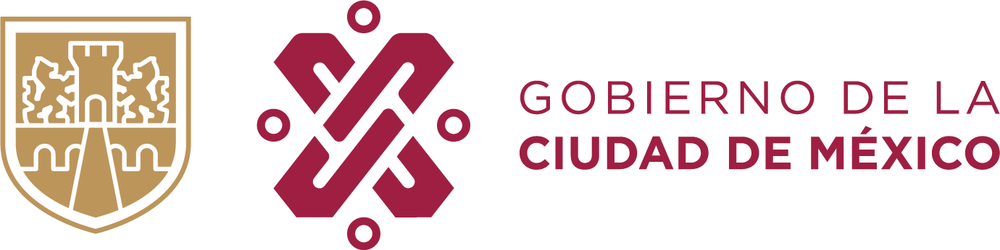 GOBIERNO DE LA
CIUDAD DE MÉXICO